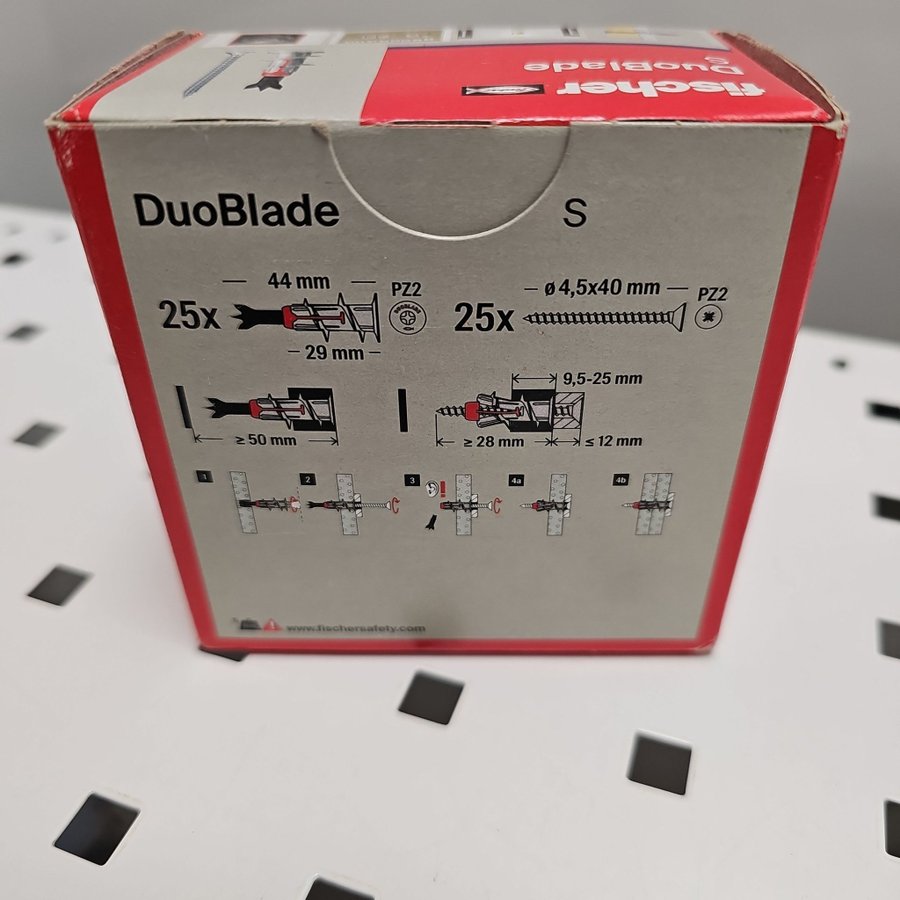 fischer
DuoBlade
S
DuoBlade S
44 mm
25x
PZ2
29 mm
ø 4,5x40 mm
25x
PZ2
≥ 50 mm
9,5-25 mm
≥ 28 mm
≤ 12 mm
1
2
3
4a
4b
www.fischersafety.com